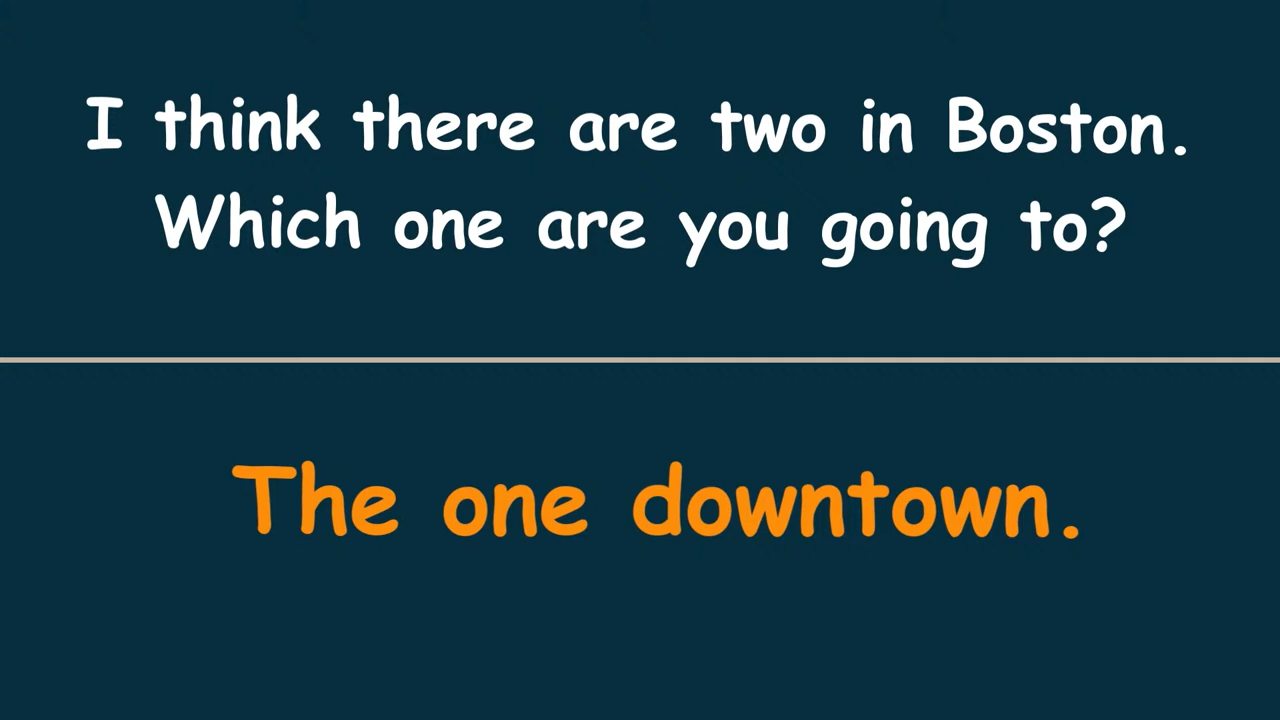 I think there are two in Boston.
Which one are you going to?
The one downtown.